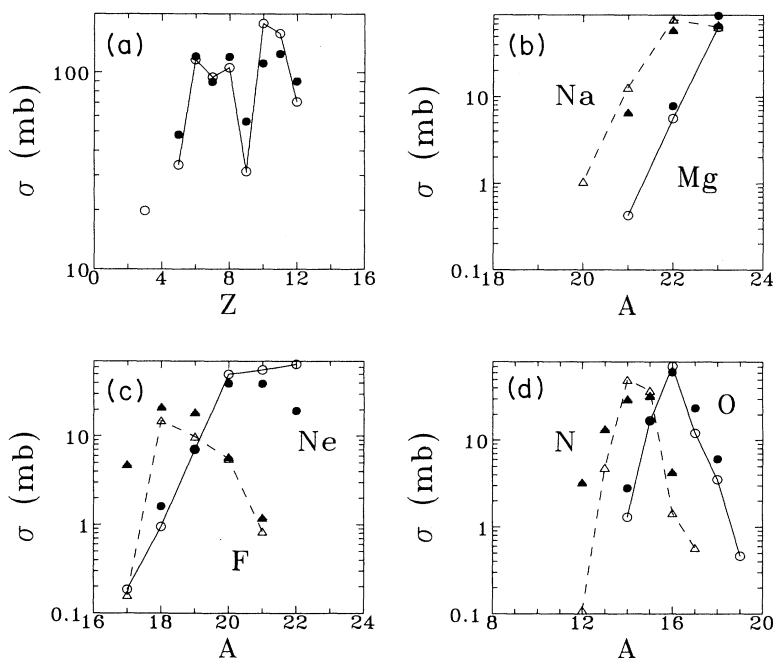 (a)
100
10
σ (mb)
0 4 8 12 16
Z
(b)
10
1
0.1
σ (mb)
Na
Mg
18 20 22 24
A
(c)
10
1
0.1
σ (mb)
Ne
F
16 18 20 22 24
A
(d)
10
1
0.1
σ (mb)
N
O
8 12 16 20
A